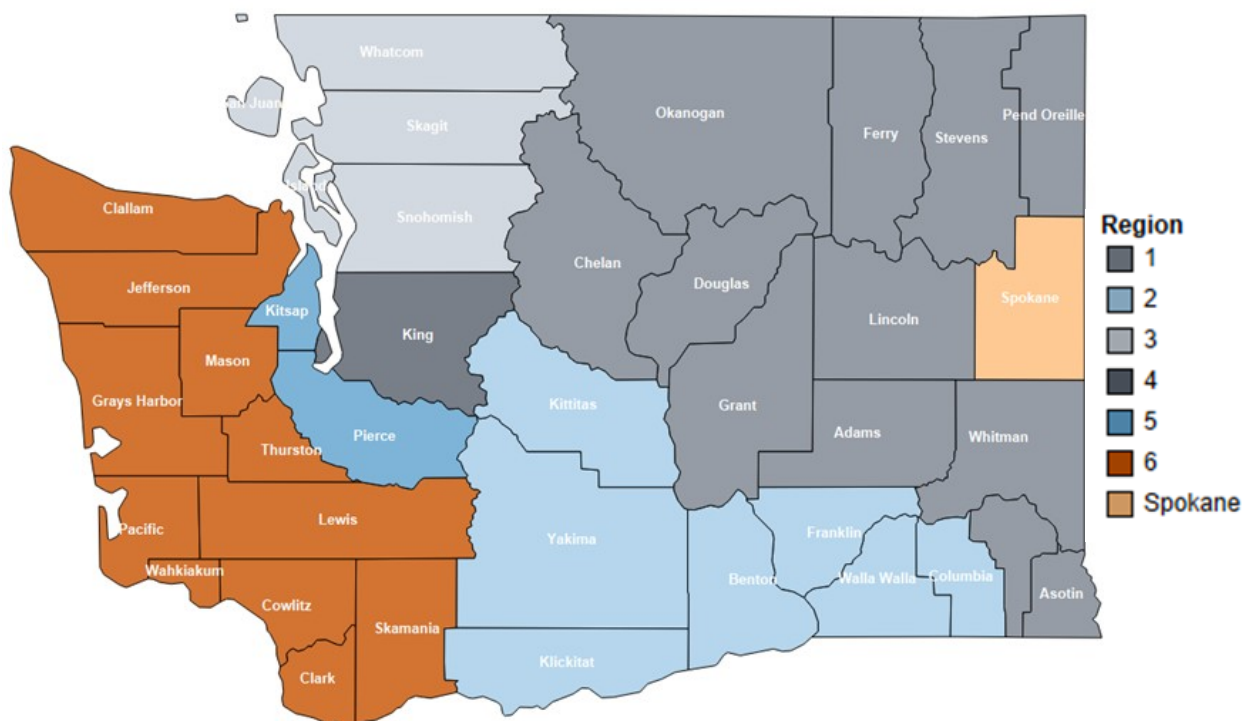 Whatcom
San Juan
Skagit
Okanogan
Ferry
Stevens
Pend Oreille
Island
Clallam
Snohomish
Chelan
Douglas
Jefferson
Kitsap
King
Lincoln
Spokane
Mason
Grays Harbor
Kittitas
Grant
Adams
Whitman
Pierce
Thurston
Lewis
Pacific
Yakima
Franklin
Wahkiakum
Benton
Walla Walla
Columbia
Asotin
Cowlitz
Skamania
Clark
Klickitat
Region
1
2
3
4
5
6
Spokane